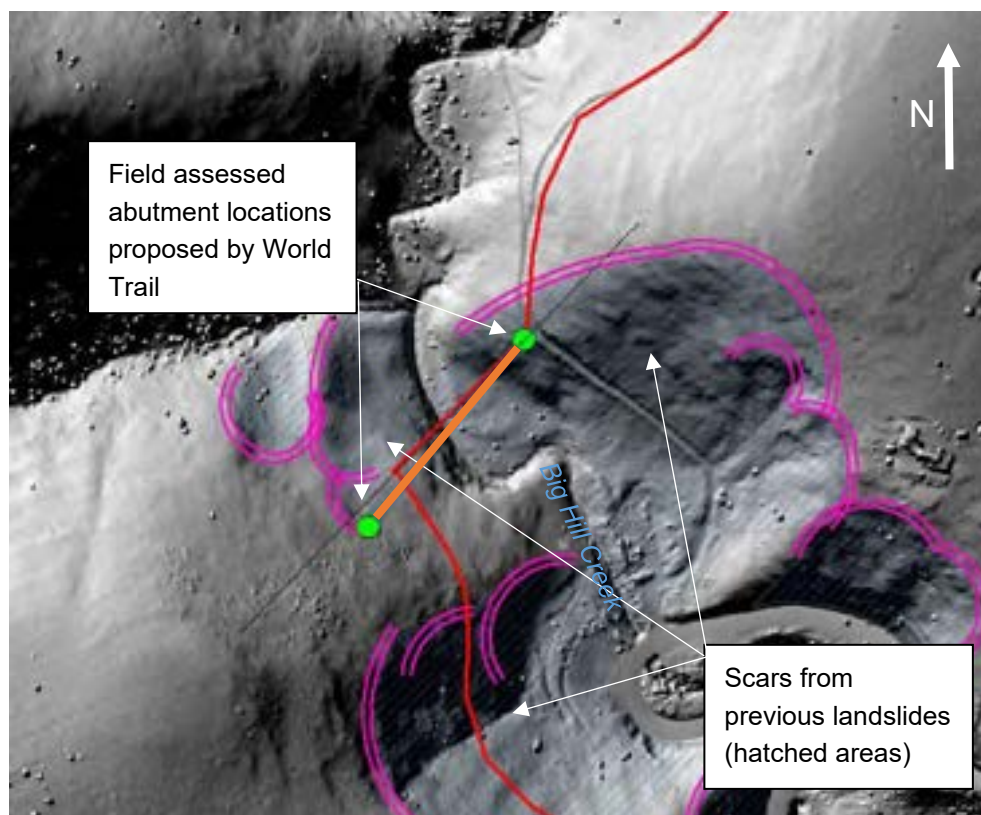 N
Field assessed
abutment locations
proposed by World
Trail
Big Hill Creek
Scars from
previous landslides
(hatched areas)